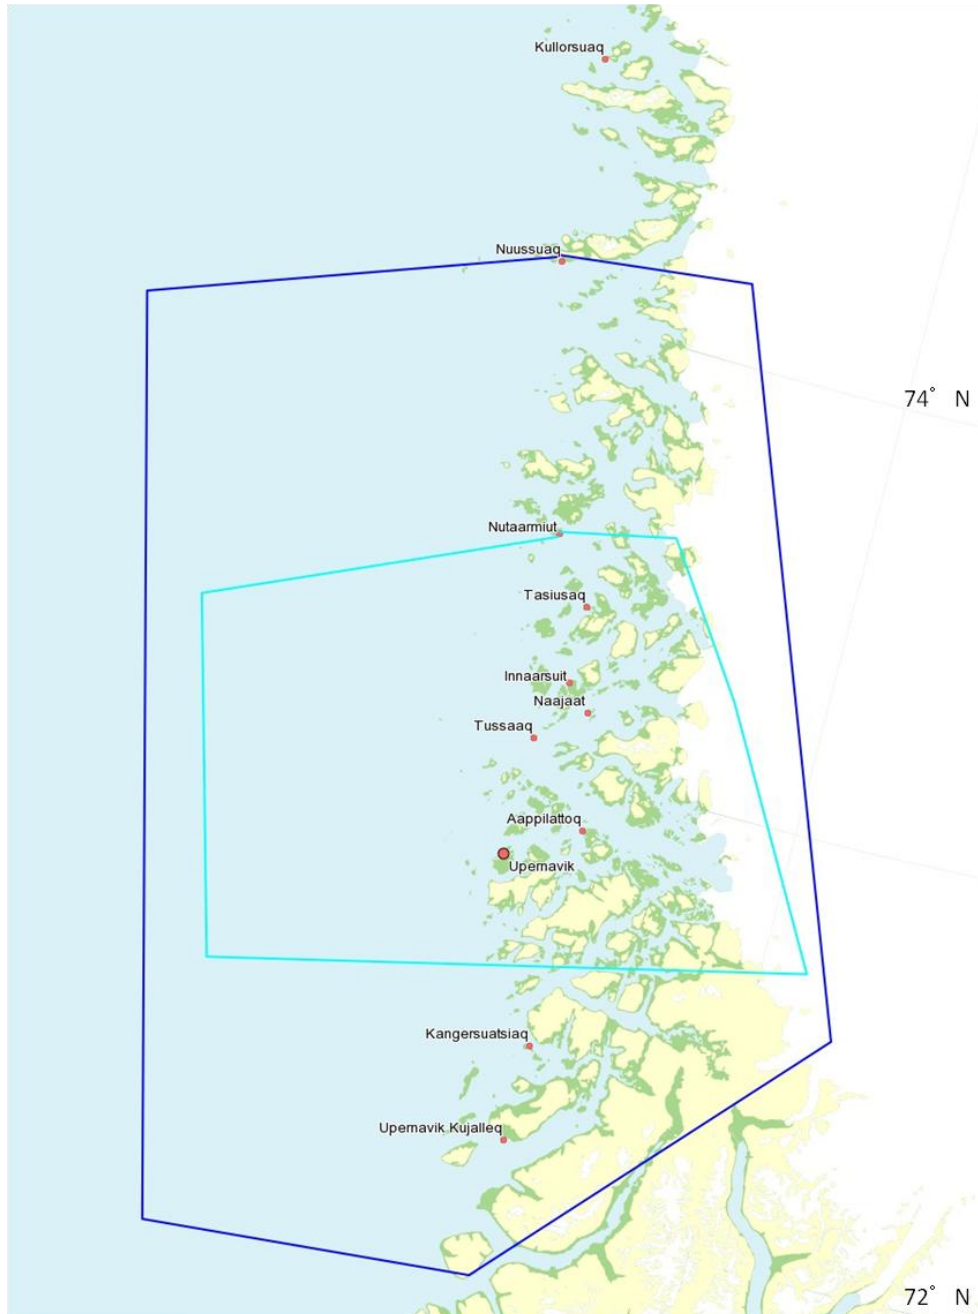 Kullorsuaq
Nuussuaq
74° N
Nutaarmiut
Tasiusaq
Innaarsuit
Naajaat
Tussaaq
Aappilattoq
Upernavik
Kangersuatsiaq
Upernavik Kujalleq
72° N